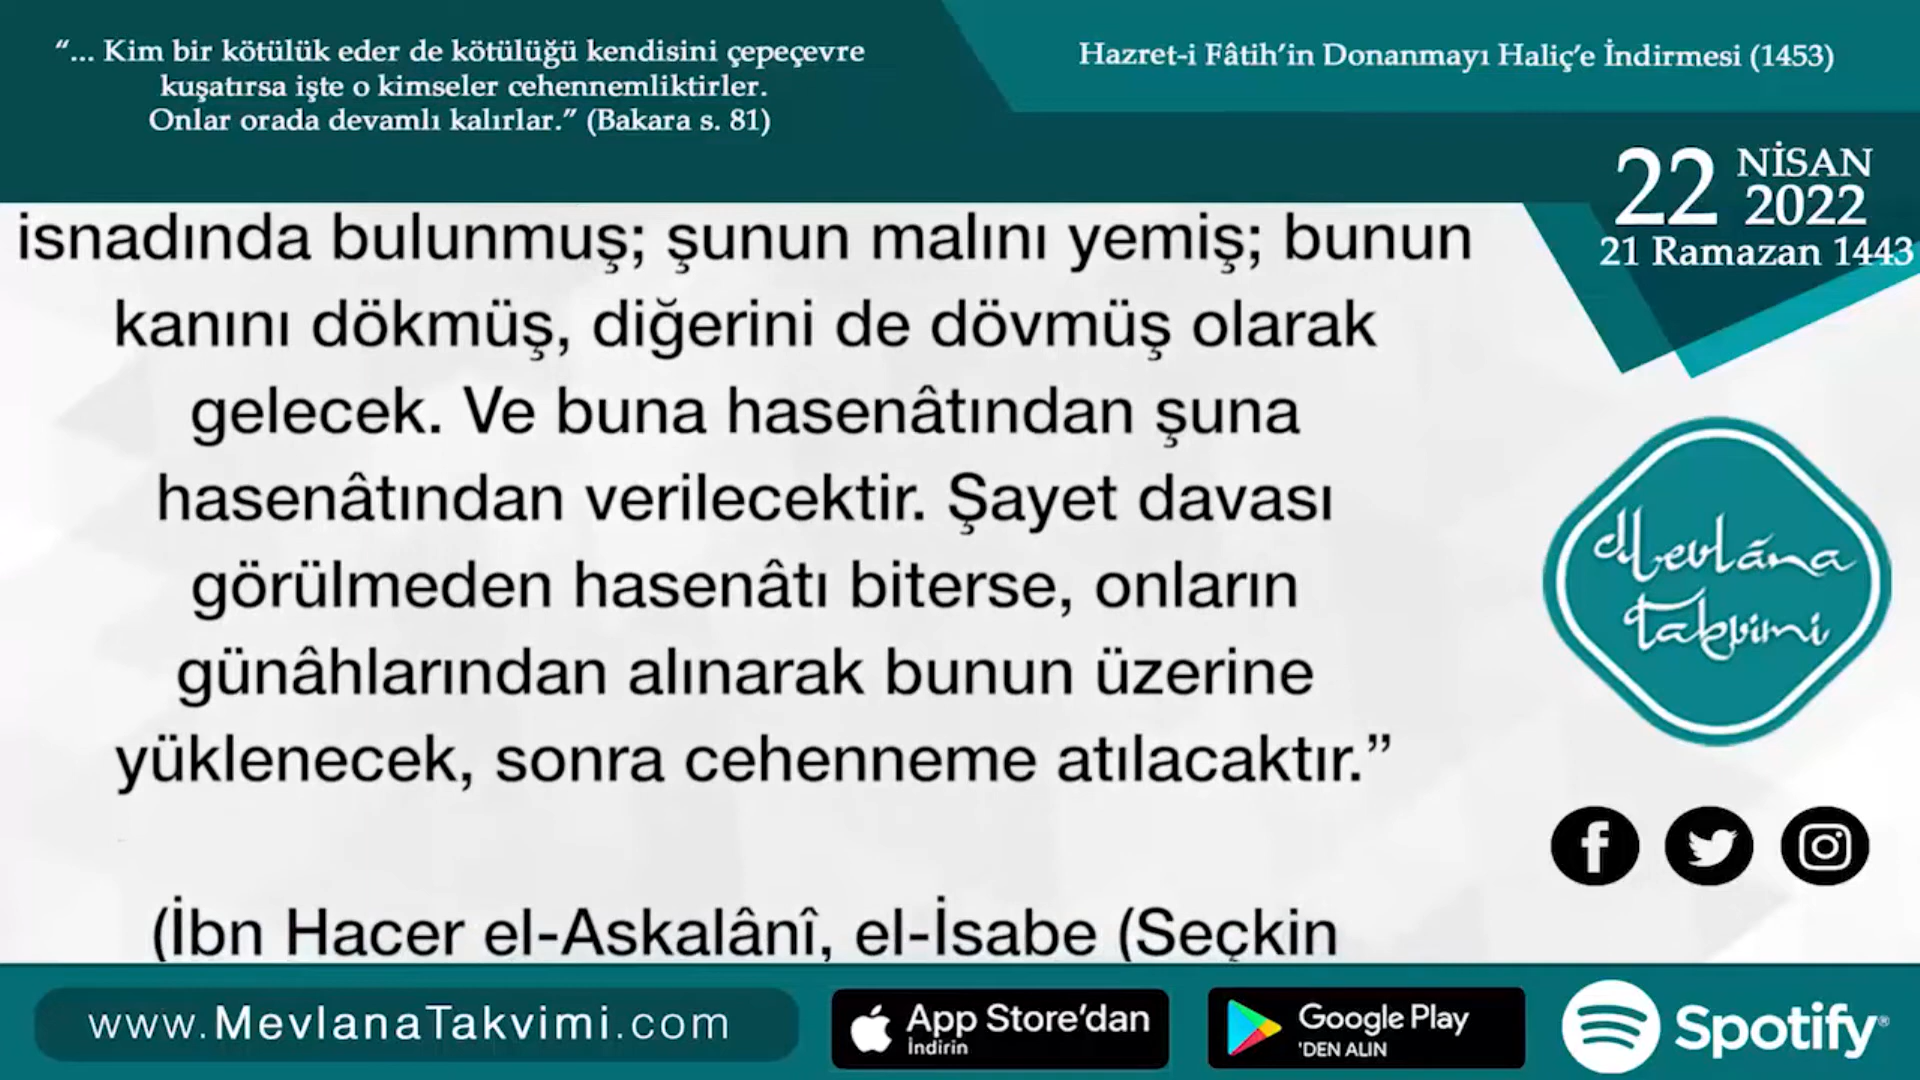 “... Kim bir kötülük eder de kötülüğü kendisini çepeçevre
kuşatırsa işte o kimseler cehennemliktirler.
Onlar orada devamlı kalırlar.” (Bakara s. 81)
Hazret-i Fâtih’in Donanmayı Haliç’e İndirmesi (1453)
22 NİSAN
2022
21 Ramazan 1443
isnadında bulunmuş; şunun malını yemiş; bunun
kanını dökmüş, diğerini de dövmüş olarak
gelecek. Ve buna hasenâtından şuna
hasenâtından verilecektir. Şayet davası
görülmeden hasenâtı biterse, onların
günâhlarından alınarak bunun üzerine
yüklenecek, sonra cehenneme atılacaktır.”
(İbn Hacer el-Askalânî, el-İsabe (Seçkin
Mevlâna
Takvimi
www.MevlanaTakvimi.com
App Store’dan
İndirin
Google Play
'DEN ALIN
Spotify